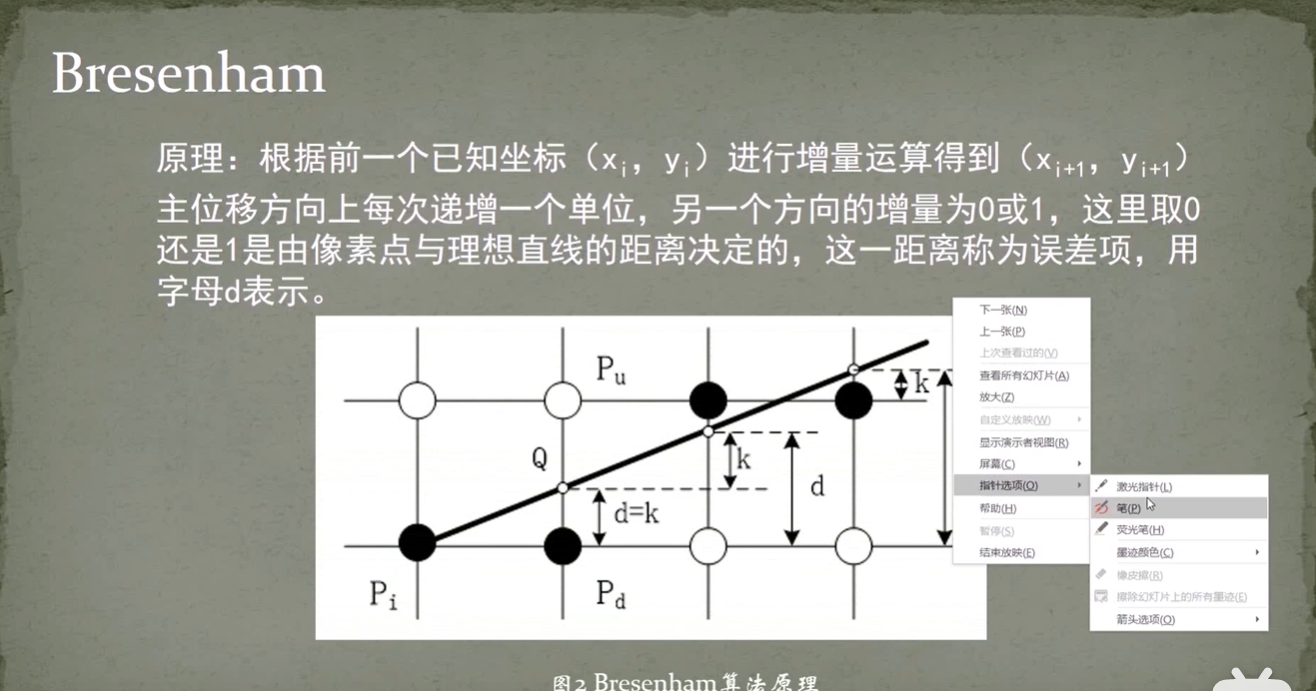 Bresenham
原理：根据前一个已知坐标（xᵢ，yᵢ）进行增量运算得到（xᵢ₊₁，yᵢ₊₁）
主位移方向上每次递增一个单位，另一个方向的增量为0或1，这里取0
还是1是由像素点与理想直线的距离决定的，这一距离称为误差项，用
字母d表示。
Pᵤ
k
Q
k
d
d=k
Pᵢ
P_d
下一张(N)
上一张(P)
上次查看过的(V)
查看所有幻灯片(A)
放大(Z)
自定义放映(W)
显示演示者视图(R)
屏幕(C)
指针选项(O)
帮助(H)
暂停(S)
结束放映(E)
激光指针(L)
笔(P)
荧光笔(H)
墨迹颜色(C)
橡皮擦(R)
擦除幻灯片上的所有墨迹(E)
箭头选项(O)
图2 Bresenham算法原理